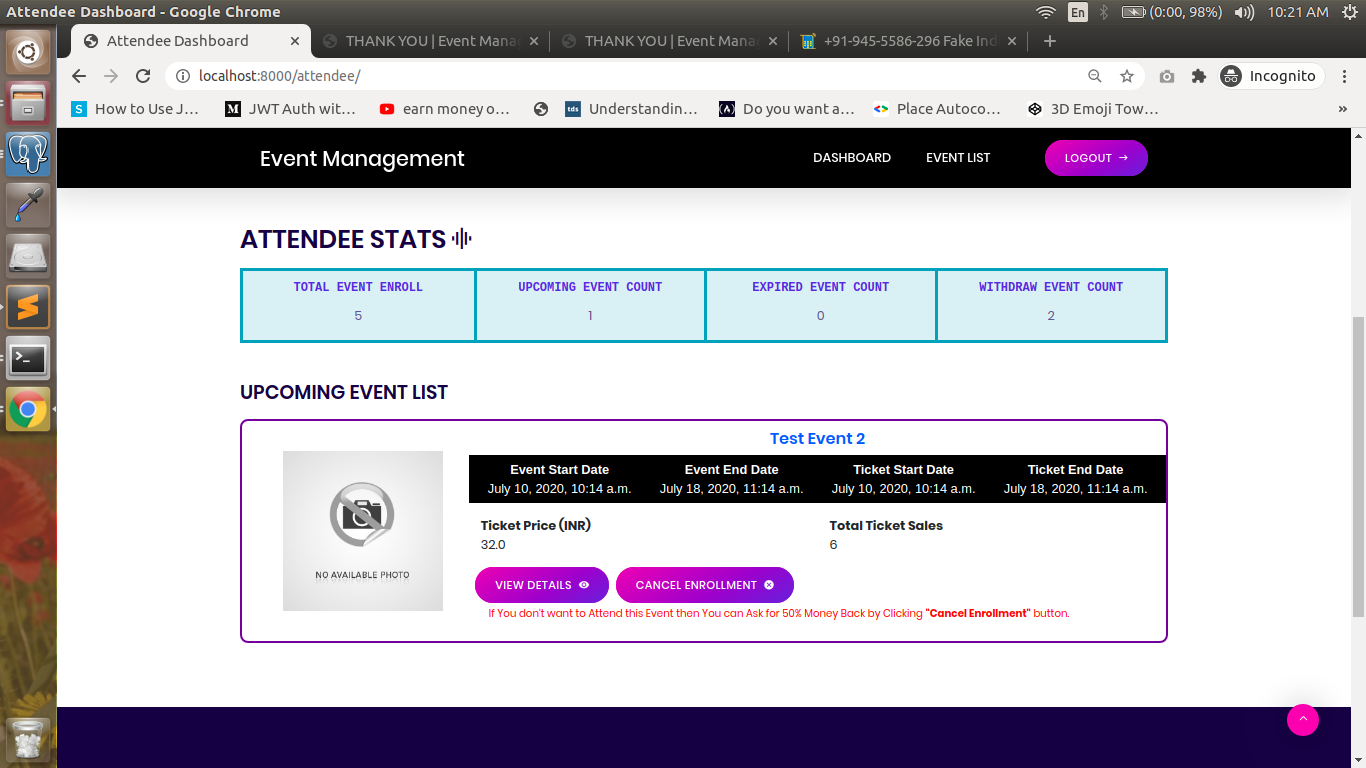 Attendee Dashboard - Google Chrome
En
(0:00, 98%)
10:21 AM
Attendee Dashboard
THANK YOU | Event Mana
THANK YOU | Event Mana
+91-945-5586-296 Fake Ind
localhost:8000/attendee/
Incognito
S
How to Use J…
M
JWT Auth wit…
earn money o…
tds
Understandin…
Do you want a…
Place Autoco…
3D Emoji Tow…
»
Event Management
DASHBOARD
EVENT LIST
LOGOUT →
ATTENDEE STATS
TOTAL EVENT ENROLL
5
UPCOMING EVENT COUNT
1
EXPIRED EVENT COUNT
0
WITHDRAW EVENT COUNT
2
UPCOMING EVENT LIST
NO AVAILABLE PHOTO
Test Event 2
Event Start Date
July 10, 2020, 10:14 a.m.
Event End Date
July 18, 2020, 11:14 a.m.
Ticket Start Date
July 10, 2020, 10:14 a.m.
Ticket End Date
July 18, 2020, 11:14 a.m.
Ticket Price (INR)
32.0
Total Ticket Sales
6
VIEW DETAILS
CANCEL ENROLLMENT
If You don't want to Attend this Event then You can Ask for 50% Money Back by Clicking "Cancel Enrollment" button.